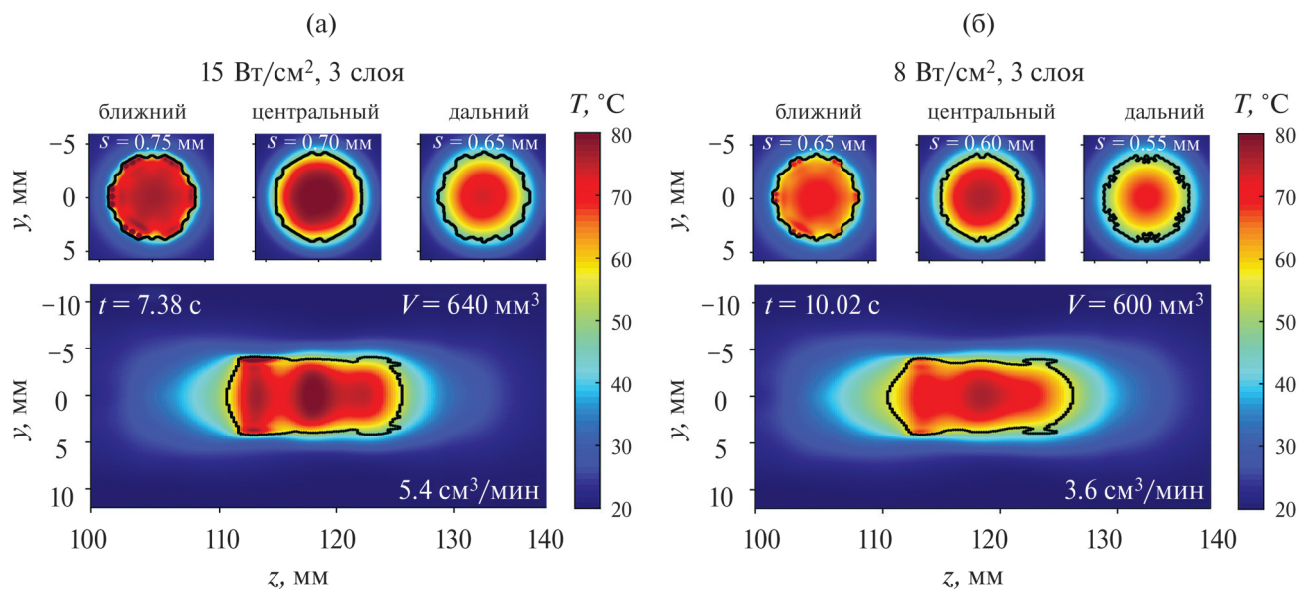 (а)
15 Вт/см², 3 слоя
ближний центральный дальний T, °C
s = 0.75 мм s = 0.70 мм s = 0.65 мм
y, мм
−5
0
5
80
70
60
50
40
30
20
t = 7.38 с V = 640 мм³
y, мм
−10
−5
0
5
10
5.4 см³/мин
100 110 120 130 140
z, мм
(б)
8 Вт/см², 3 слоя
ближний центральный дальний T, °C
s = 0.65 мм s = 0.60 мм s = 0.55 мм
y, мм
−5
0
5
80
70
60
50
40
30
20
t = 10.02 с V = 600 мм³
y, мм
−10
−5
0
5
10
3.6 см³/мин
100 110 120 130 140
z, мм